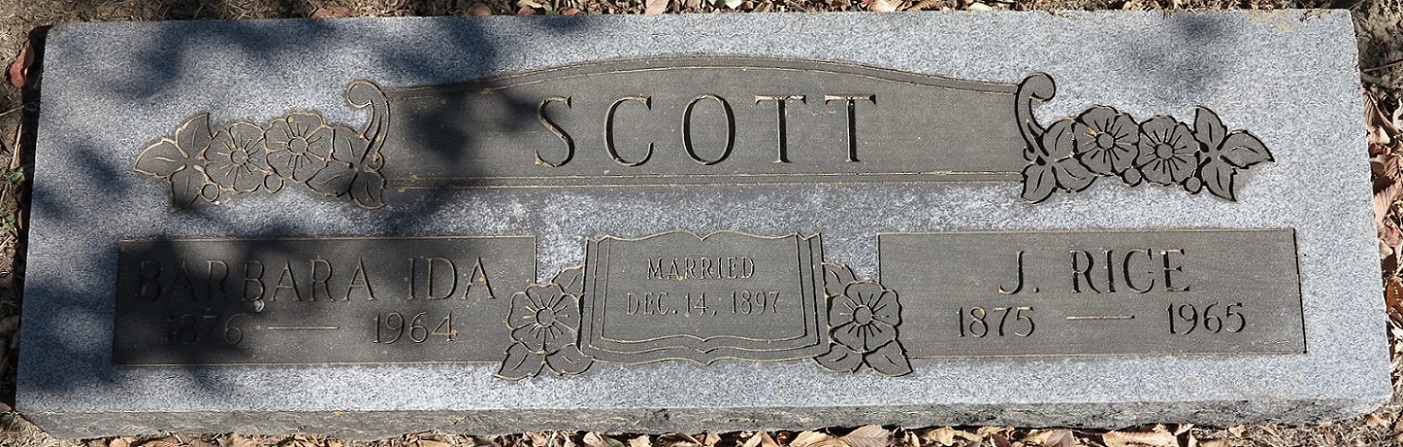 SCOTT
BARBARA IDA
1876 — 1964
MARRIED
DEC. 14, 1897
J. RICE
1875 — 1965